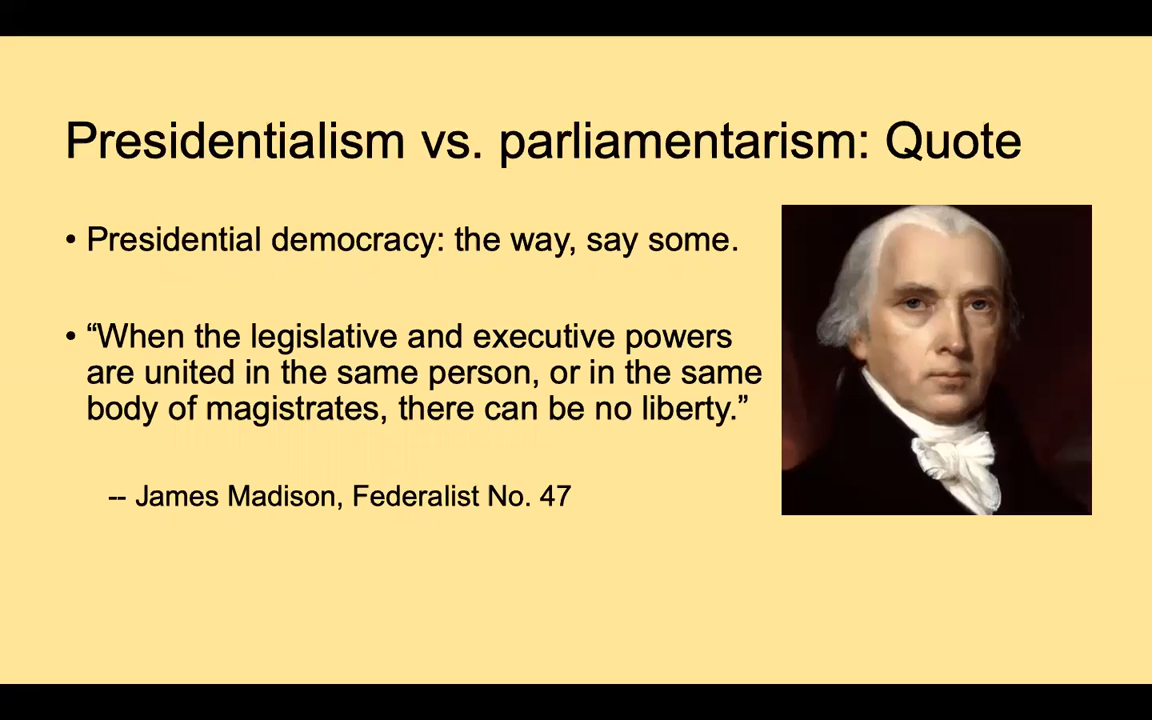 Presidentialism vs. parliamentarism: Quote
• Presidential democracy: the way, say some.
• “When the legislative and executive powers
are united in the same person, or in the same
body of magistrates, there can be no liberty.”
-- James Madison, Federalist No. 47